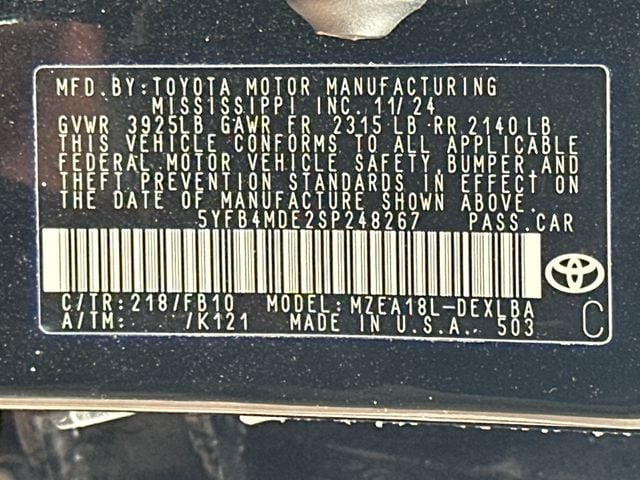 MFD. BY: TOYOTA MOTOR MANUFACTURING
MISSISSIPPI INC. 11/24
GVWR 3925LB GAWR FR 2315 LB RR 2140 LB
THIS VEHICLE CONFORMS TO ALL APPLICABLE
FEDERAL MOTOR VEHICLE SAFETY, BUMPER, AND
THEFT PREVENTION STANDARDS IN EFFECT ON
THE DATE OF MANUFACTURE SHOWN ABOVE.
5YFB4MDE2SP248267 PASS. CAR
C/TR: 218/FB10 MODEL: MZEA18L-DEXLBA
A/TM: /K121 MADE IN U.S.A. 503 C